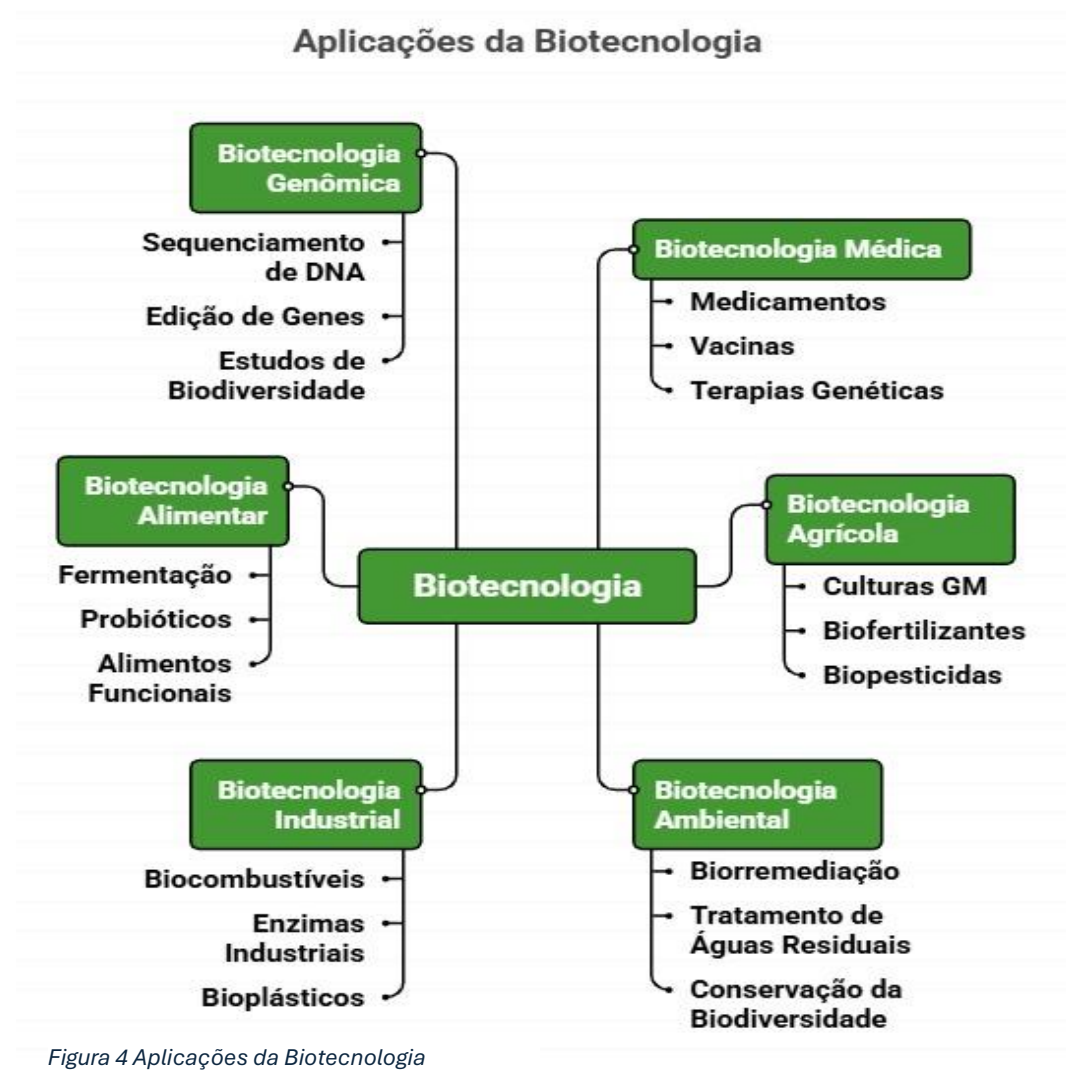 Aplicações da Biotecnologia
Biotecnologia
Genômica
Sequenciamento
de DNA
Edição de Genes
Estudos de
Biodiversidade
Biotecnologia Médica
Medicamentos
Vacinas
Terapias Genéticas
Biotecnologia
Alimentar
Fermentação
Probióticos
Alimentos
Funcionais
Biotecnologia
Biotecnologia
Agrícola
Culturas GM
Biofertilizantes
Biopesticidas
Biotecnologia
Industrial
Biocombustíveis
Enzimas
Industriais
Bioplásticos
Biotecnologia
Ambiental
Biorremediação
Tratamento de
Águas Residuais
Conservação da
Biodiversidade
Figura 4 Aplicações da Biotecnologia